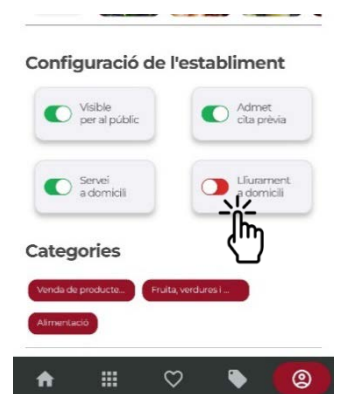 Configuració de l'establiment
Visible
per al públic
Admet
cita prèvia
Servei
a domicili
Lliurament
a domicili
Categories
Venda de producte...
Fruita, verdures i ...
Alimentació